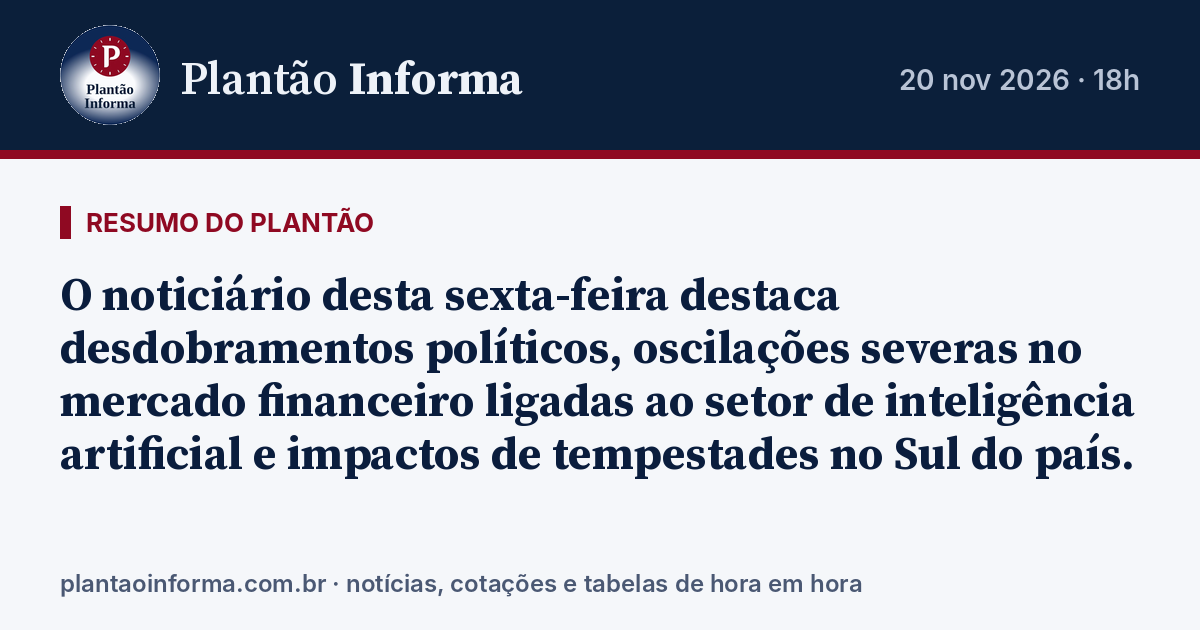 P
Plantão
Informa
Plantão Informa
20 nov 2026 · 18h
RESUMO DO PLANTÃO
O noticiário desta sexta-feira destaca
desdobramentos políticos, oscilações severas no
mercado financeiro ligadas ao setor de inteligência
artificial e impactos de tempestades no Sul do país.
plantaoinforma.com.br · notícias, cotações e tabelas de hora em hora